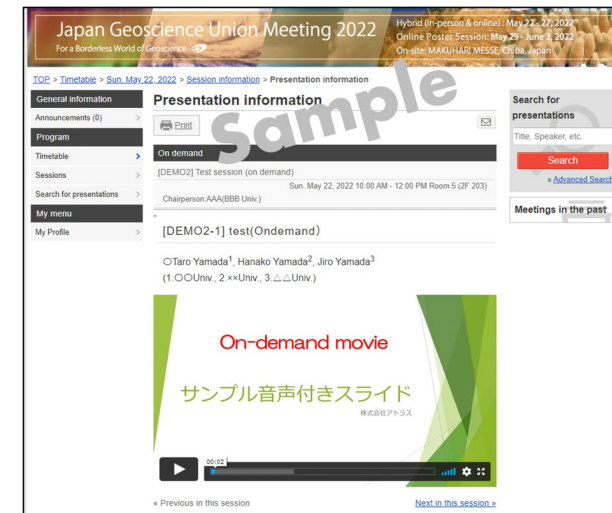 Japan Geoscience Union Meeting 2022
For a Borderless World of Geoscience
Hybrid (in-person & online) : May 22 - 27, 2022
Online Poster Session: May 29 - June 3, 2022
On-site: MAKUHARI MESSE, Chiba, Japan
TOP > Timetable > Sun. May 22, 2022 > Session information > Presentation information
General information
Announcements (0)
Program
Timetable
Sessions
Search for presentations
My menu
My Profile
Presentation information
Sample
Print
On demand
[DEMO2] Test session (on demand)
Sun. May 22, 2022 10:00 AM - 12:00 PM Room 5 (2F 203)
Chairperson:AAA(BBB Univ.)
[DEMO2-1] test(Ondemand)
○Taro Yamada1, Hanako Yamada2, Jiro Yamada3
(1.○○Univ., 2.××Univ., 3.△△Univ.)
On-demand movie
サンプル音声付きスライド
株式会社アトラス
00:02
« Previous in this session
Next in this session »
Search for presentations
Title, Speaker, etc.
Search
» Advanced Search
Meetings in the past